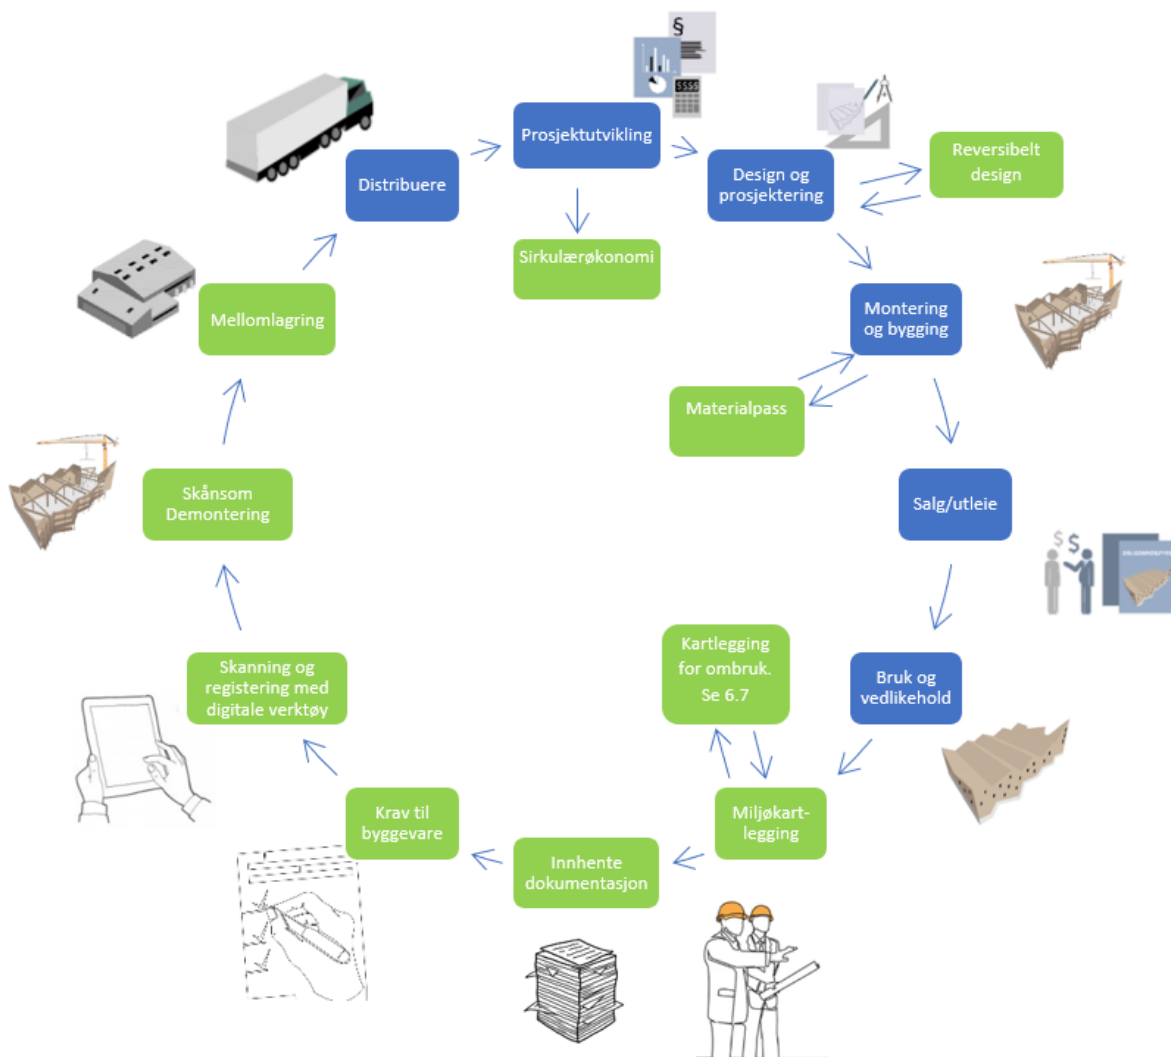 §
$$$$
Prosjektutvikling
Design og
prosjektering
Reversibelt
design
Distribuere
Sirkulærøkonomi
Mellomlagring
Montering
og bygging
Materialpass
Skånsom
Demontering
Salg/utleie
$ $
Kartlegging
for ombruk.
Se 6.7
Skanning og
registering med
digitale verktøy
Bruk og
vedlikehold
Krav til
byggevare
Miljøkart-
legging
Innhente
dokumentasjon